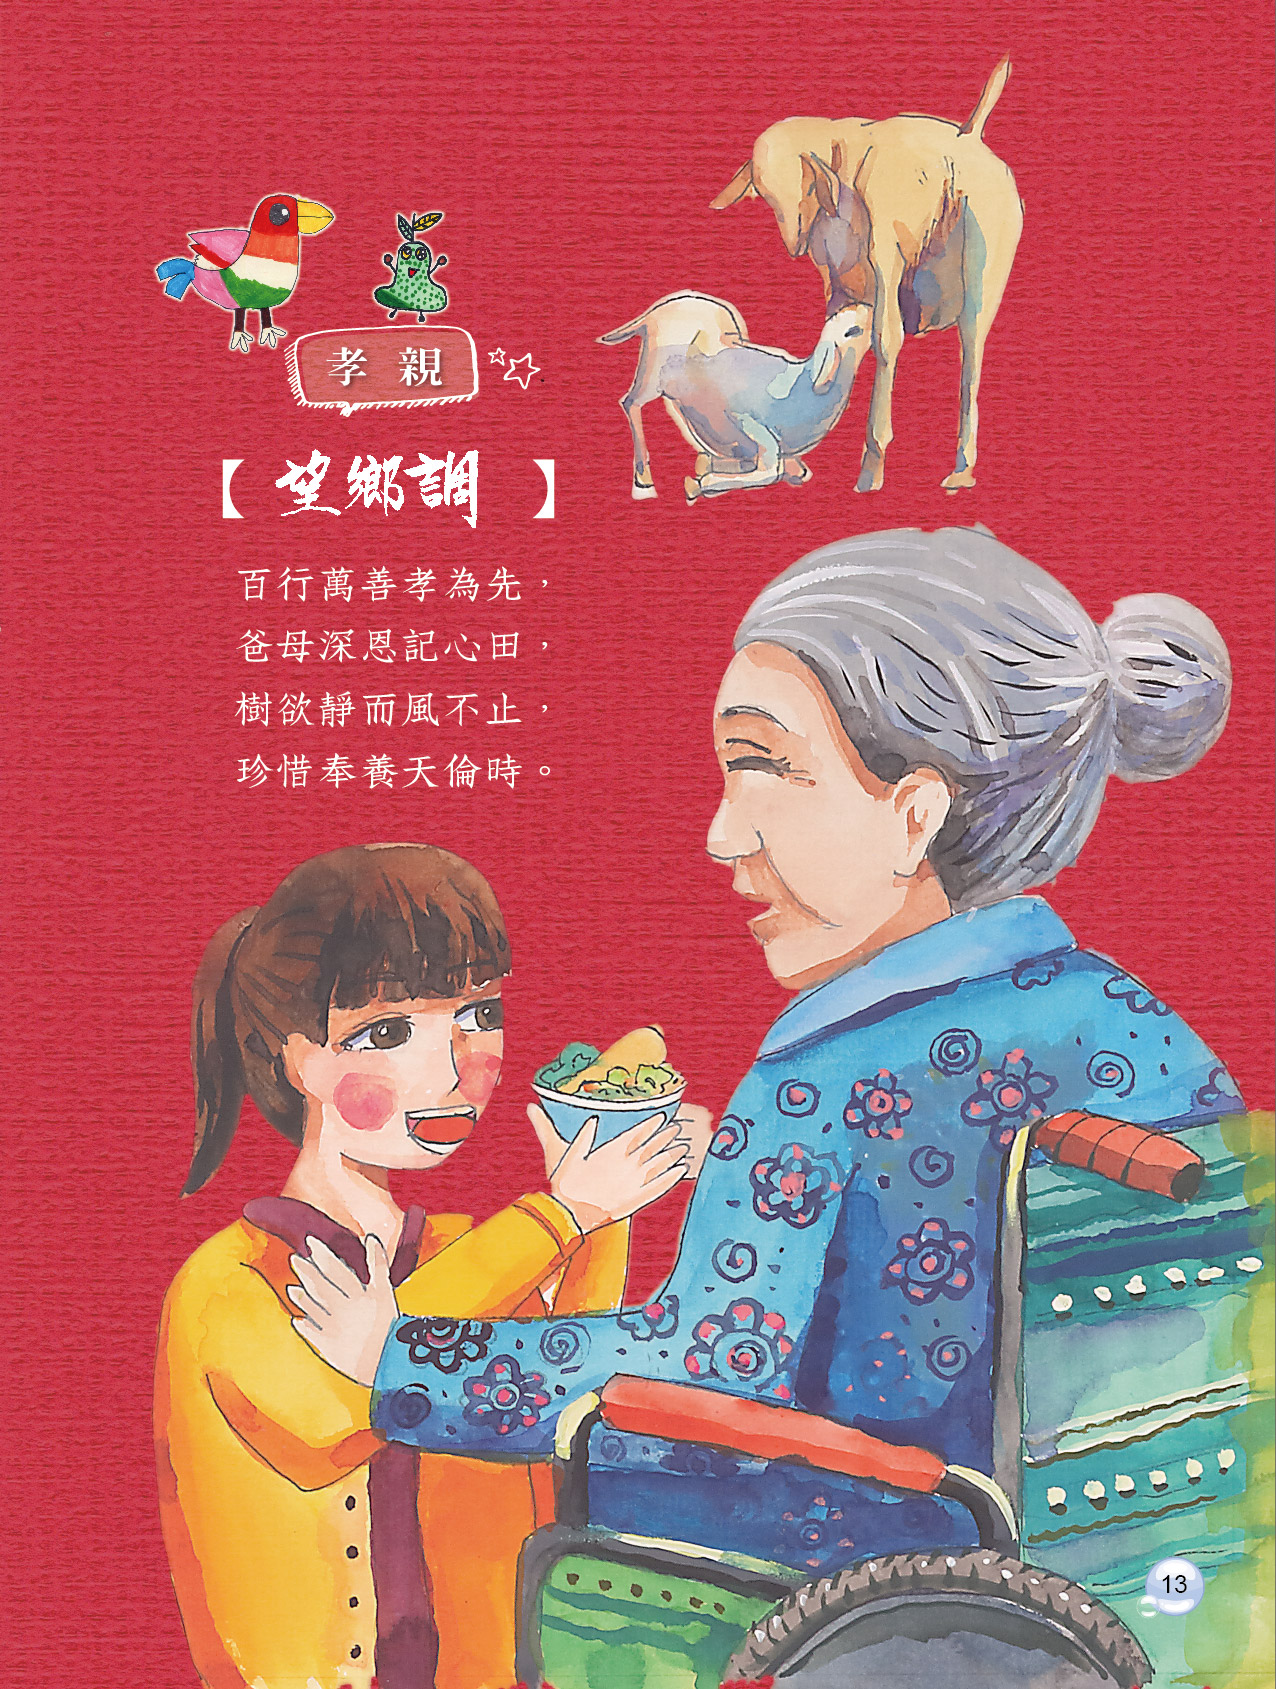 孝親
【望鄉調】
百行萬善孝為先，
爸母深恩記心田，
樹欲靜而風不止，
珍惜奉養天倫時。
13